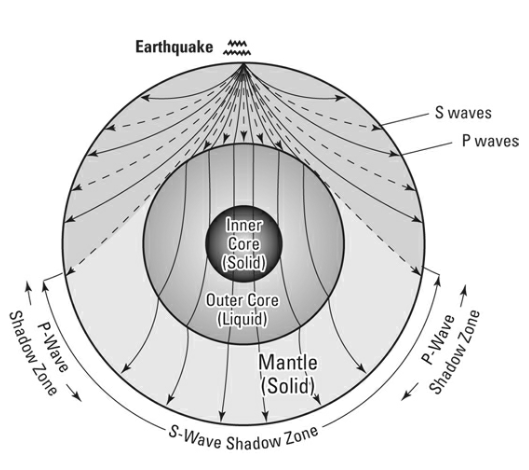 Earthquake
S waves
P waves
Inner
Core
(Solid)
Outer Core
(Liquid)
Mantle
(Solid)
P-Wave
Shadow Zone
P-Wave
Shadow Zone
S-Wave Shadow Zone